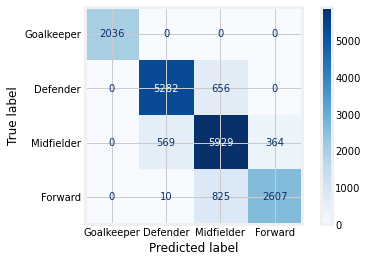 Goalkeeper 2036 0 0 0
Defender 0 5282 656 0
Midfielder 0 569 5929 364
Forward 0 10 825 2607
Goalkeeper Defender Midfielder Forward
Predicted label
True label
5000
4000
3000
2000
1000
0